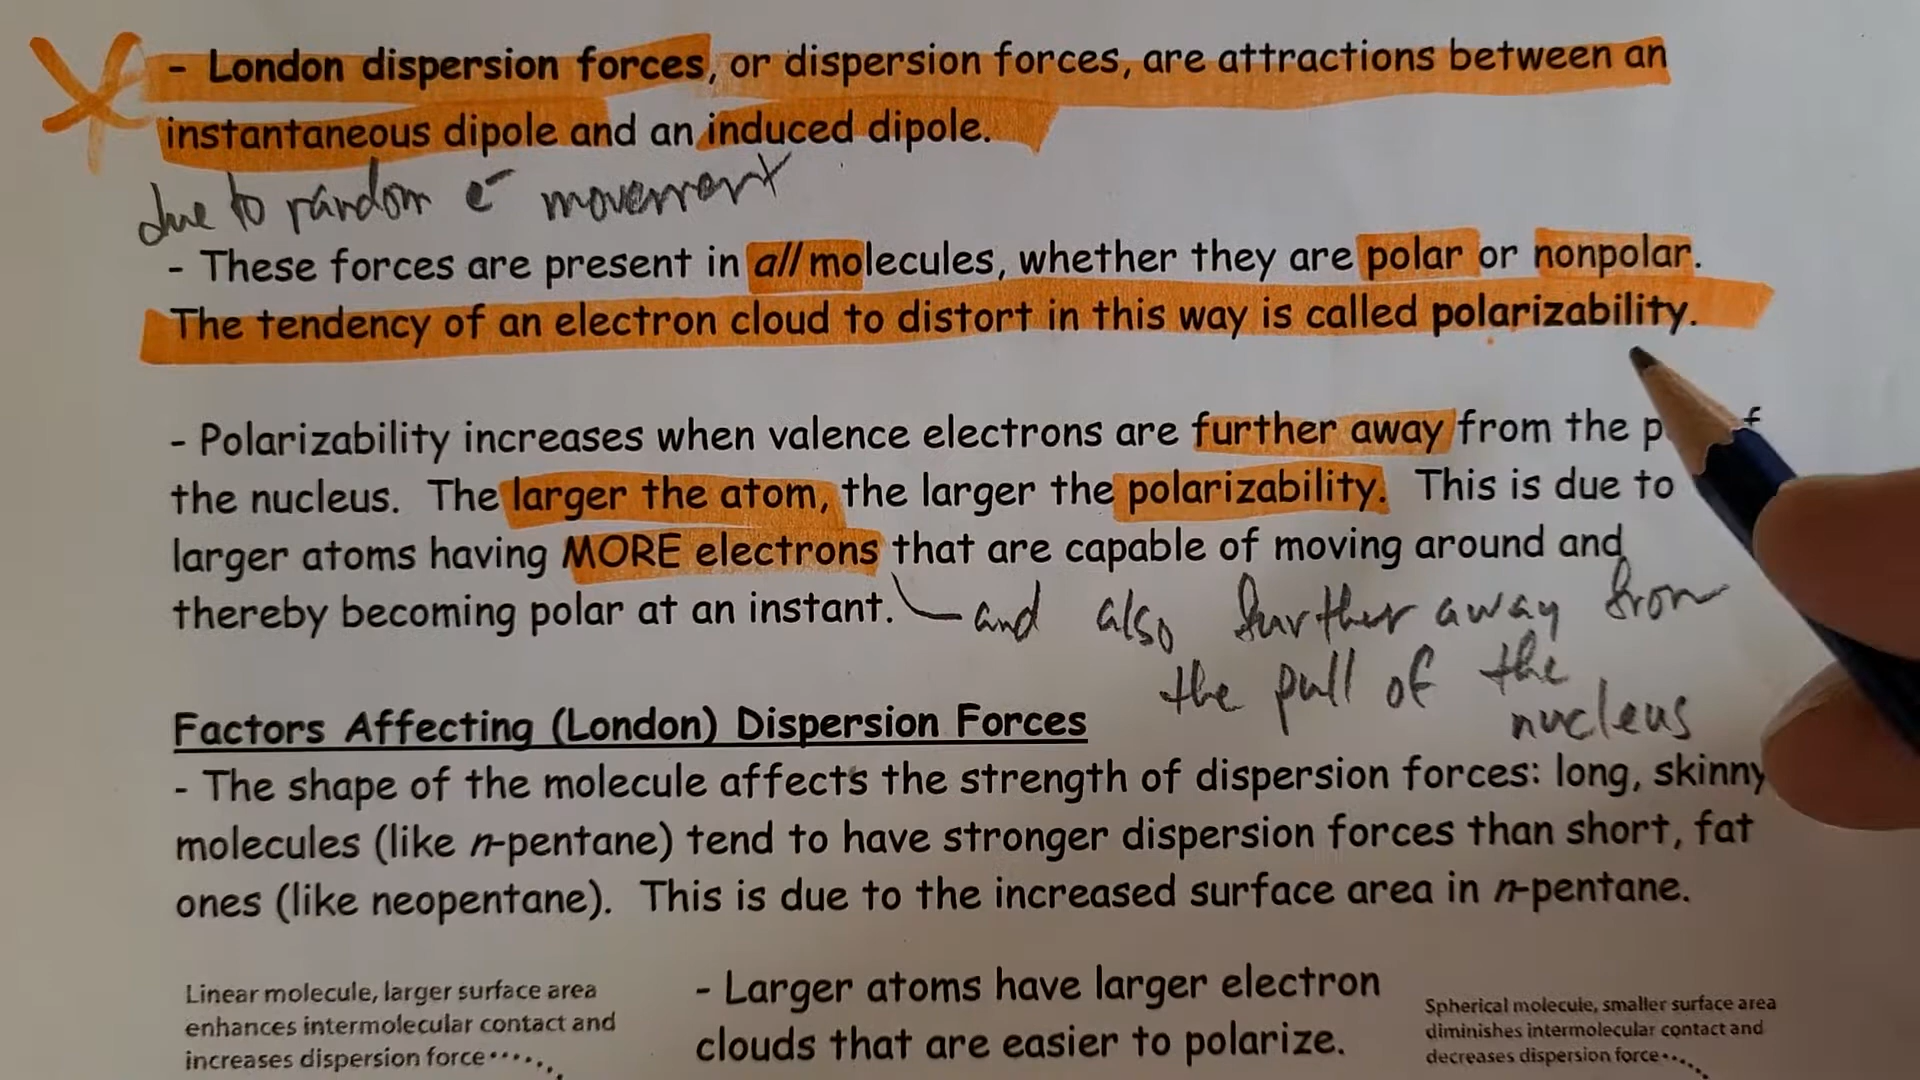 - London dispersion forces, or dispersion forces, are attractions between an
instantaneous dipole and an induced dipole.
due to random e⁻ movement
- These forces are present in all molecules, whether they are polar or nonpolar.
The tendency of an electron cloud to distort in this way is called polarizability.
- Polarizability increases when valence electrons are further away from the
the nucleus. The larger the atom, the larger the polarizability. This is due to
larger atoms having MORE electrons that are capable of moving around and
thereby becoming polar at an instant.
and also further away from
the pull of the
nucleus
Factors Affecting (London) Dispersion Forces
- The shape of the molecule affects the strength of dispersion forces: long, skinny
molecules (like n-pentane) tend to have stronger dispersion forces than short, fat
ones (like neopentane). This is due to the increased surface area in n-pentane.
Linear molecule, larger surface area
enhances intermolecular contact and
increases dispersion force
- Larger atoms have larger electron
clouds that are easier to polarize.
Spherical molecule, smaller surface area
diminishes intermolecular contact and
decreases dispersion force